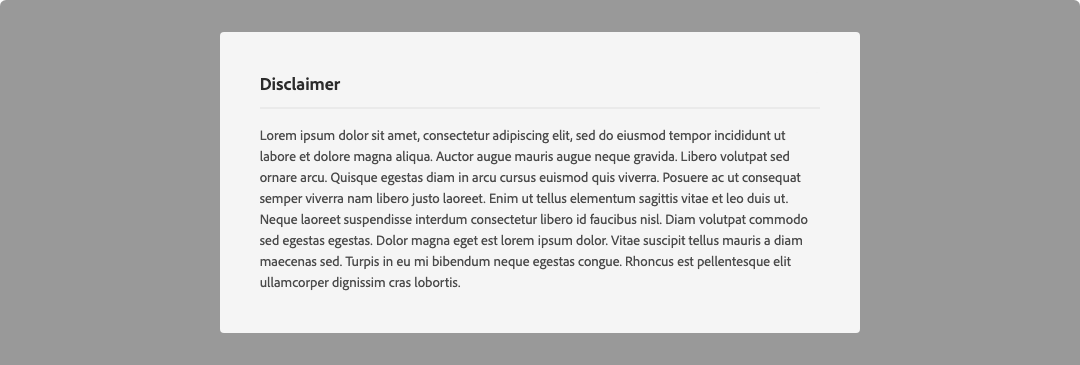 Disclaimer
Lorem ipsum dolor sit amet, consectetur adipiscing elit, sed do eiusmod tempor incididunt ut
labore et dolore magna aliqua. Auctor augue mauris augue neque gravida. Libero volutpat sed
ornare arcu. Quisque egestas diam in arcu cursus euismod quis viverra. Posuere ac ut consequat
semper viverra nam libero justo laoreet. Enim ut tellus elementum sagittis vitae et leo duis ut.
Neque laoreet suspendisse interdum consectetur libero id faucibus nisl. Diam volutpat commodo
sed egestas egestas. Dolor magna eget est lorem ipsum dolor. Vitae suscipit tellus mauris a diam
maecenas sed. Turpis in eu mi bibendum neque egestas congue. Rhoncus est pellentesque elit
ullamcorper dignissim cras lobortis.